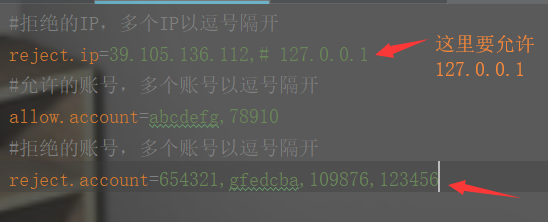 #拒绝的IP，多个IP以逗号隔开
reject.ip=39.105.136.112,# 127.0.0.1
这里要允许
127.0.0.1
#允许的账号，多个账号以逗号隔开
allow.account=abcdefg,78910
#拒绝的账号，多个账号以逗号隔开
reject.account=654321,gfedcba,109876,123456